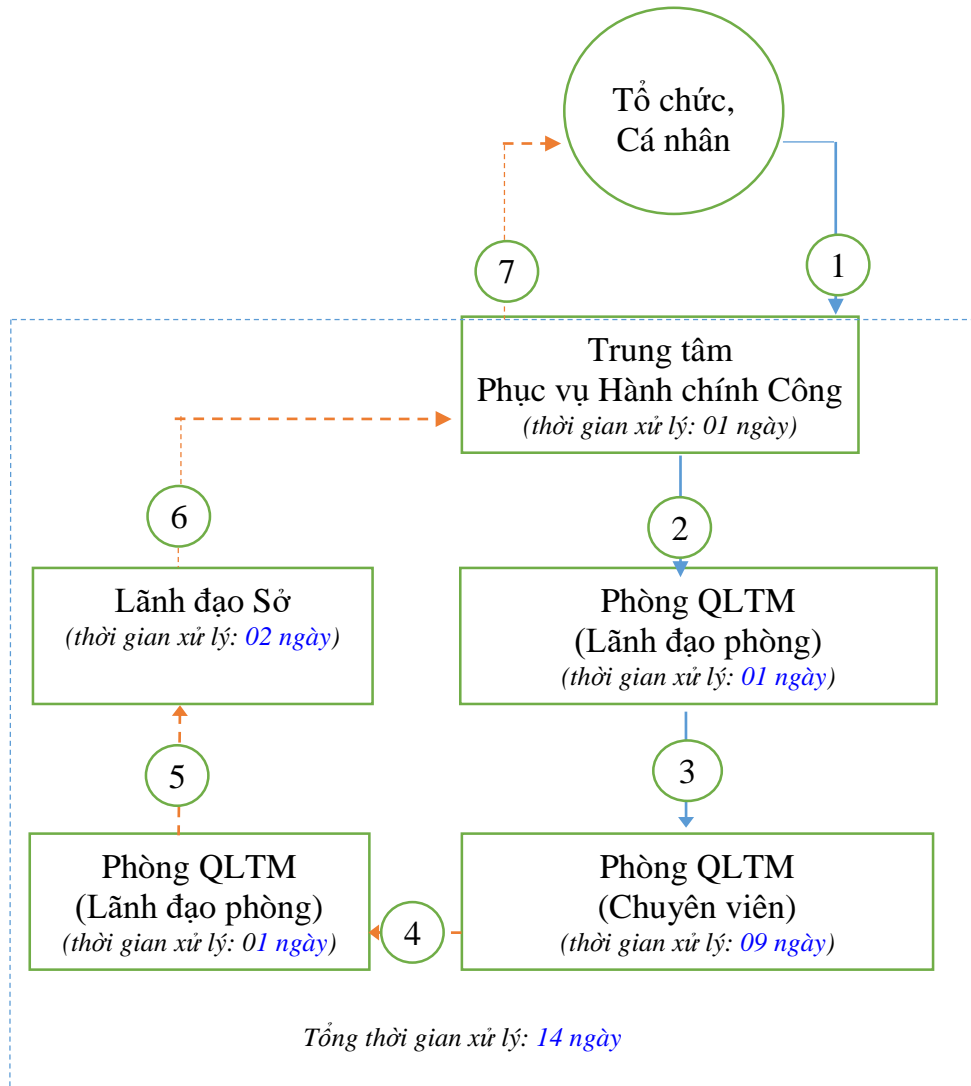 Tổ chức,
Cá nhân
7
1
Trung tâm
Phục vụ Hành chính Công
(thời gian xử lý: 01 ngày)
6
2
Lãnh đạo Sở
(thời gian xử lý: 02 ngày)
Phòng QLTM
(Lãnh đạo phòng)
(thời gian xử lý: 01 ngày)
5
3
Phòng QLTM
(Lãnh đạo phòng)
(thời gian xử lý: 01 ngày)
4
Phòng QLTM
(Chuyên viên)
(thời gian xử lý: 09 ngày)
Tổng thời gian xử lý: 14 ngày